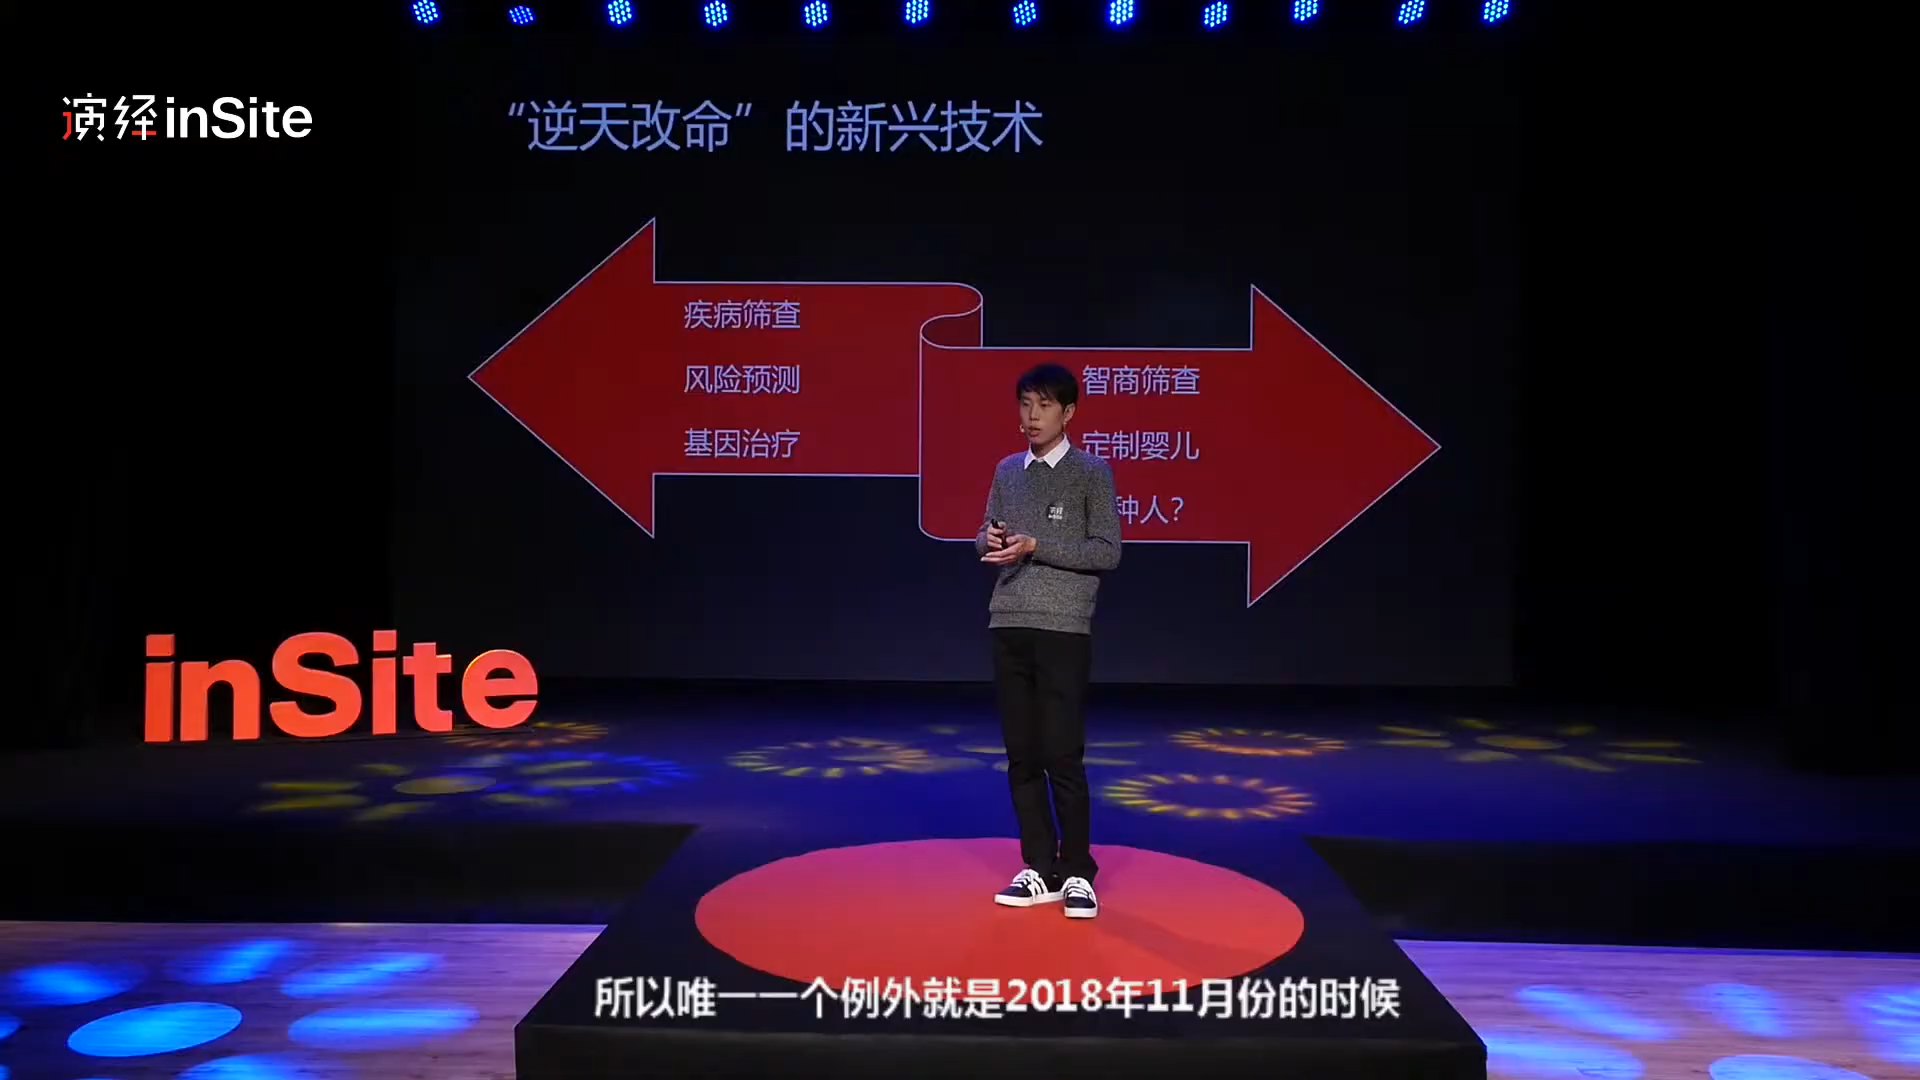 演绎inSite
“逆天改命”的新兴技术
疾病筛查
风险预测
基因治疗
智商筛查
定制婴儿
种人?
inSite
所以唯一一个例外就是2018年11月份的时候